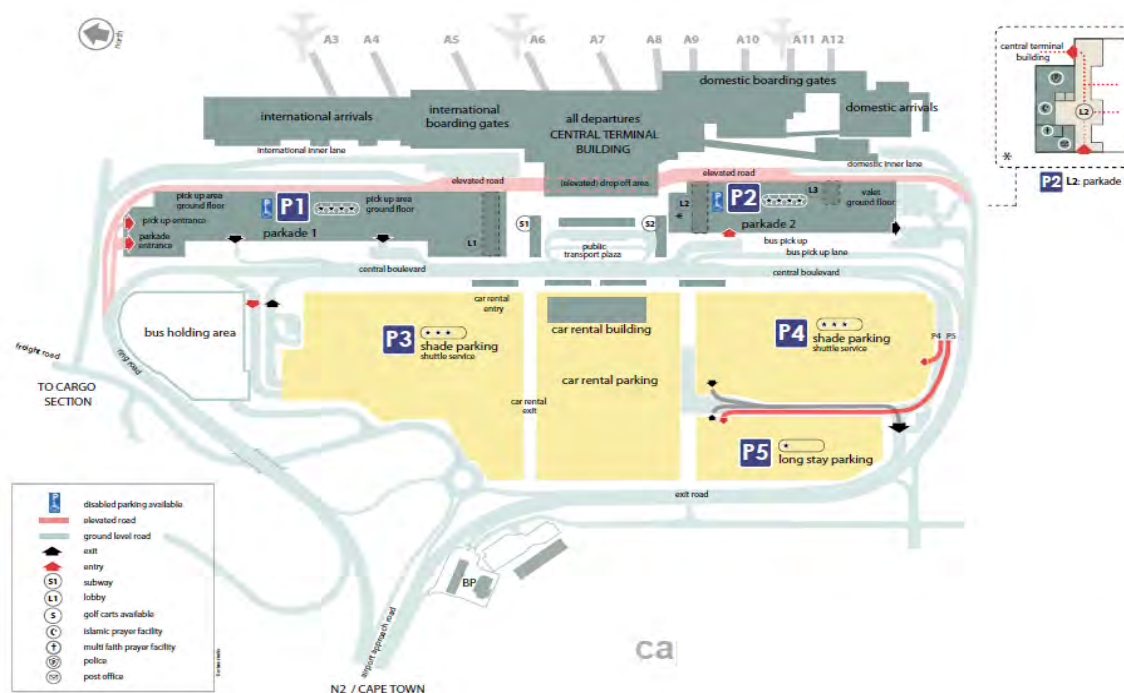 north
A3
A4
A5
A6
A7
A8
A9
A10
A11
A12
international arrivals
international
boarding gates
all departures
CENTRAL TERMINAL
BUILDING
domestic boarding gates
domestic arrivals
international inner lane
domestic inner lane
elevated road
(elevated) drop off area
elevated road
pick up area
ground floor
P1
pick up area
ground floor
pick up entrance
parkade
entrance
parkade 1
L1
S1
S2
public
transport plaza
L2
*
P2
L3
valet
ground floor
parkade 2
bus pick up
bus pick up lane
central boulevard
central boulevard
car rental
entry
bus holding area
P3
shade parking
shuttle service
car rental building
car rental parking
car rental
exit
P4
shade parking
shuttle service
P4
P5
P5
long stay parking
exit road
freight road
ring road
TO CARGO
SECTION
BP
airport approach road
N2 / CAPE TOWN
ca
central terminal
building
L2
*
P2 L2: parkade
disabled parking available
elevated road
ground level road
exit
entry
S1 subway
L1 lobby
S golf carts available
islamic prayer facility
multi faith prayer facility
police
post office